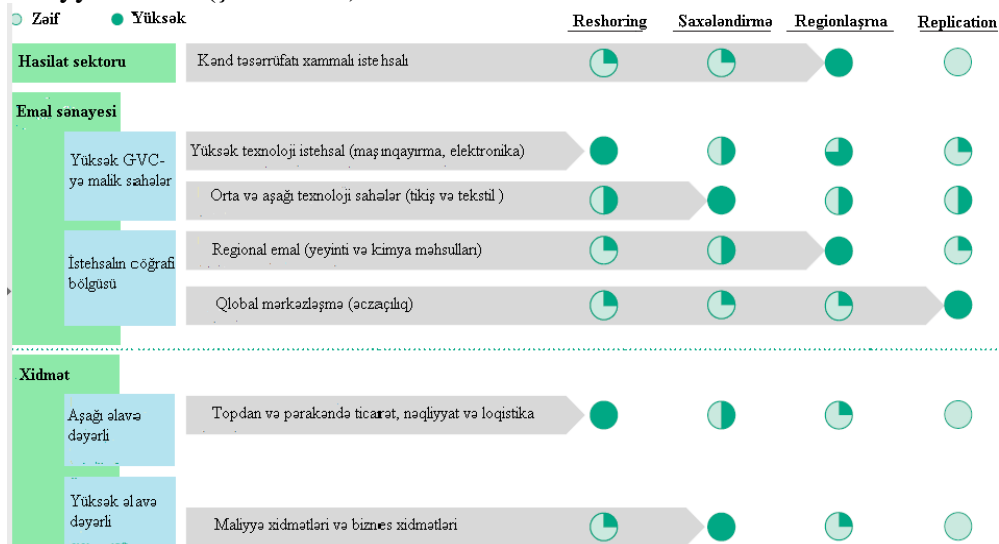 Zəif Yüksək
Reshoring Saxələndirmə Regionlaşma Replication
Hasilat sektoru Kənd təsərrüfatı xammalı istehsalı
Emal sənayesi
Yüksək GVC-
yə malik sahələr
Yüksək texnoloji istehsal (maşınqayırma, elektronika)
Orta və aşağı texnoloji sahələr (tikiş və tekstil )
İstehsalın coğrafi
bölgüsü
Regional emal (yeyinti və kimya məhsulları)
Qlobal mərkəzləşmə (əczaçılıq)
Xidmət
Aşağı əlavə
dəyərli
Topdan və pərakəndə ticarət, nəqliyyat və loqistika
Yüksək əlavə
dəyərli
Maliyyə xidmətləri və biznes xidmətləri